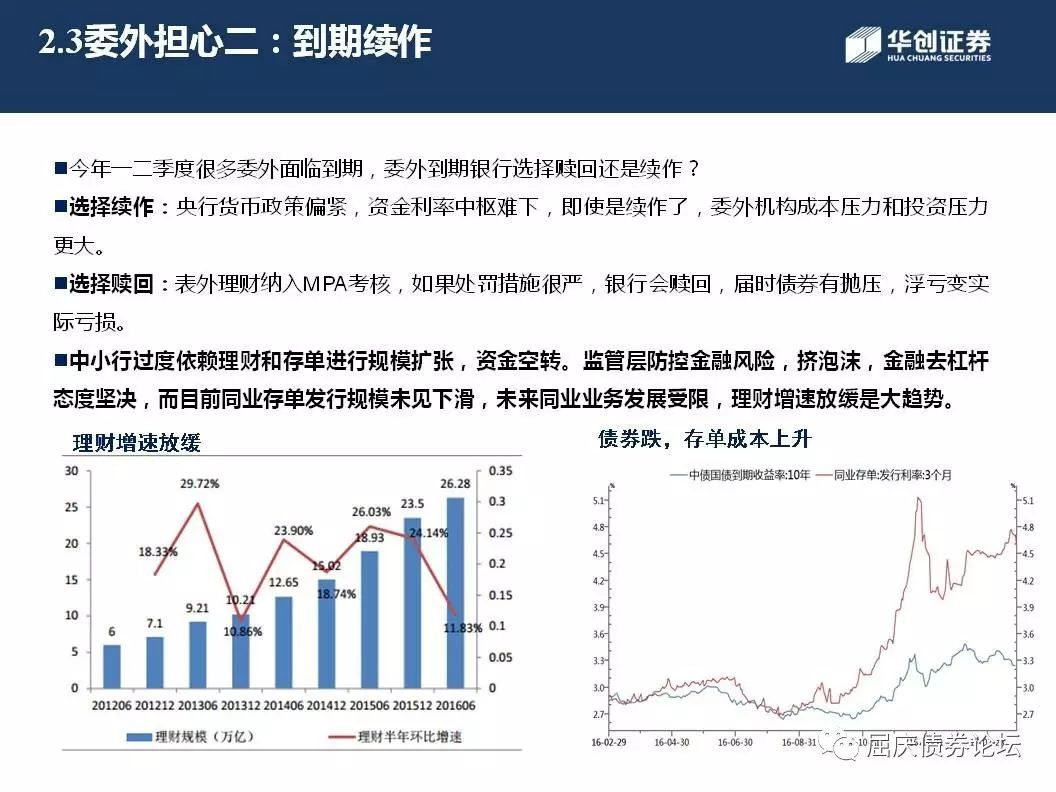 2.3委外担心二：到期续作
华创证券
HUA CHUANG SECURITIES
■今年一二季度很多委外面临到期，委外到期银行选择赎回还是续作？
■选择续作：央行货币政策偏紧，资金利率中枢难下，即使是续作了，委外机构成本压力和投资压力
更大。
■选择赎回：表外理财纳入MPA考核，如果处罚措施很严，银行会赎回，届时债券有抛压，浮亏变实
际亏损。
■中小行过度依赖理财和存单进行规模扩张，资金空转。监管层防控金融风险，挤泡沫，金融去杠杆
态度坚决，而目前同业存单发行规模未见下滑，未来同业业务发展受限，理财增速放缓是大趋势。
理财增速放缓
30
25
20
15
10
5
0
0.35
0.3
0.25
0.2
0.15
0.1
0.05
0
6
7.1
9.21
10.21
12.65
15.02
18.93
23.5
26.28
18.33%
29.72%
10.86%
23.90%
18.74%
26.03%
24.14%
11.83%
201206 201212 201306 201312 201406 201412 201506 201512 201606
理财规模（万亿） 理财半年环比增速
债券跌，存单成本上升
中债国债到期收益率:10年 同业存单:发行利率:3个月
% %
5.1 5.1
4.8 4.8
4.5 4.5
4.2 4.2
3.9 3.9
3.6 3.6
3.3 3.3
3.0 3.0
2.7 2.7
16-02-29 16-04-30 16-06-30 16-08-31
屈庆债券论坛